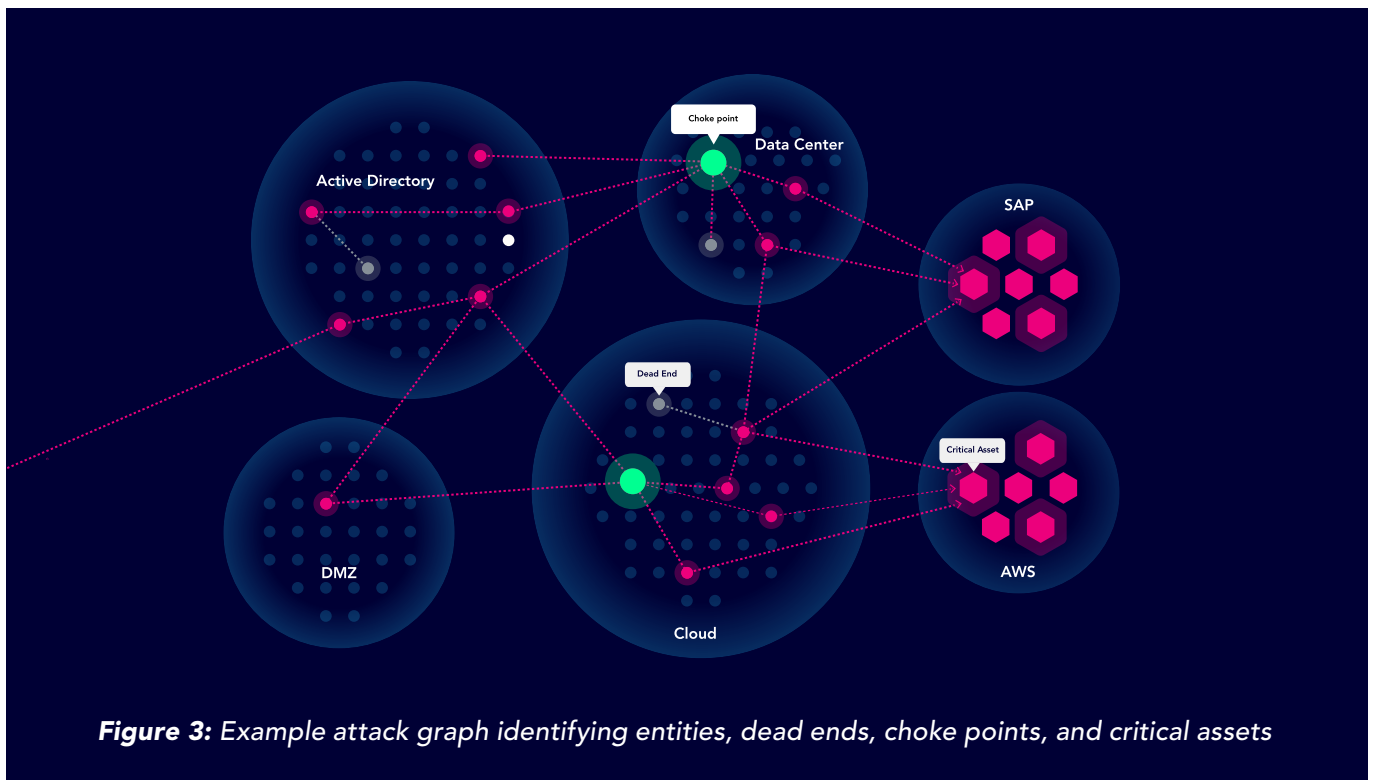 Choke point
Data Center
Active Directory
SAP
Dead End
Critical Asset
DMZ
AWS
Cloud
Figure 3: Example attack graph identifying entities, dead ends, choke points, and critical assets